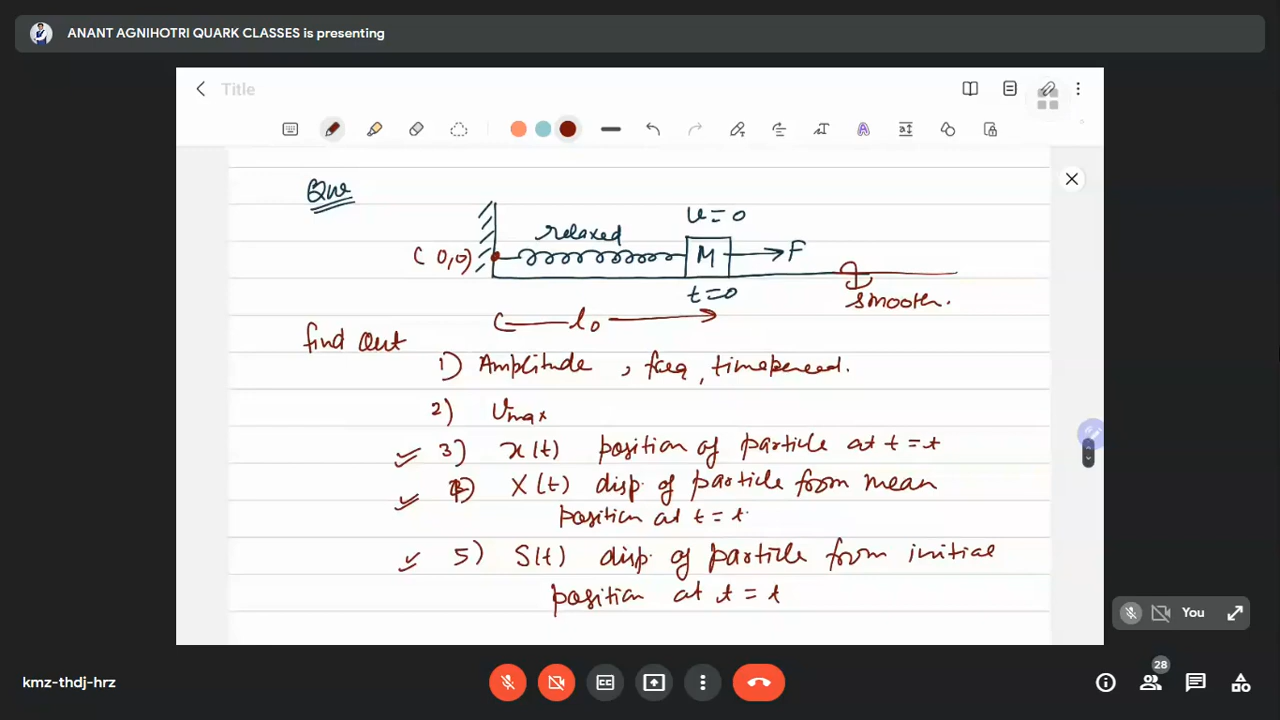 ANANT AGNIHOTRI QUARK CLASSES is presenting
Title
Que
relaxed
u = 0
(0,0)
M
F
t=0
smooth.
l0
find out
1) Amplitude, freq, timepereod.
2) Vmax
3) x(t) position of particle at t = t
4) X(t) disp. of particle from mean
position at t = t
5) S(t) disp. of particle from initial
position at t = t
You
kmz-thdj-hrz
28